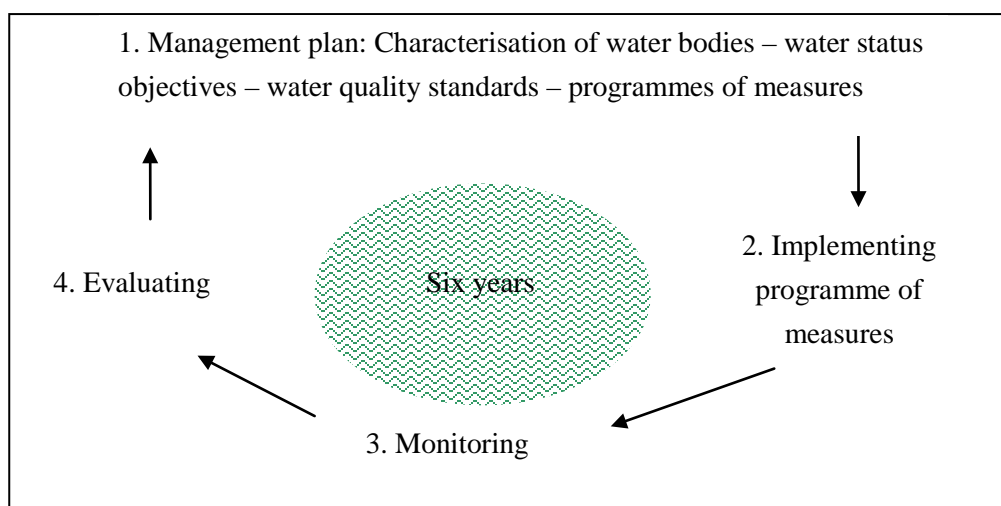 1. Management plan: Characterisation of water bodies – water status
objectives – water quality standards – programmes of measures
2. Implementing
programme of
measures
3. Monitoring
4. Evaluating
Six years